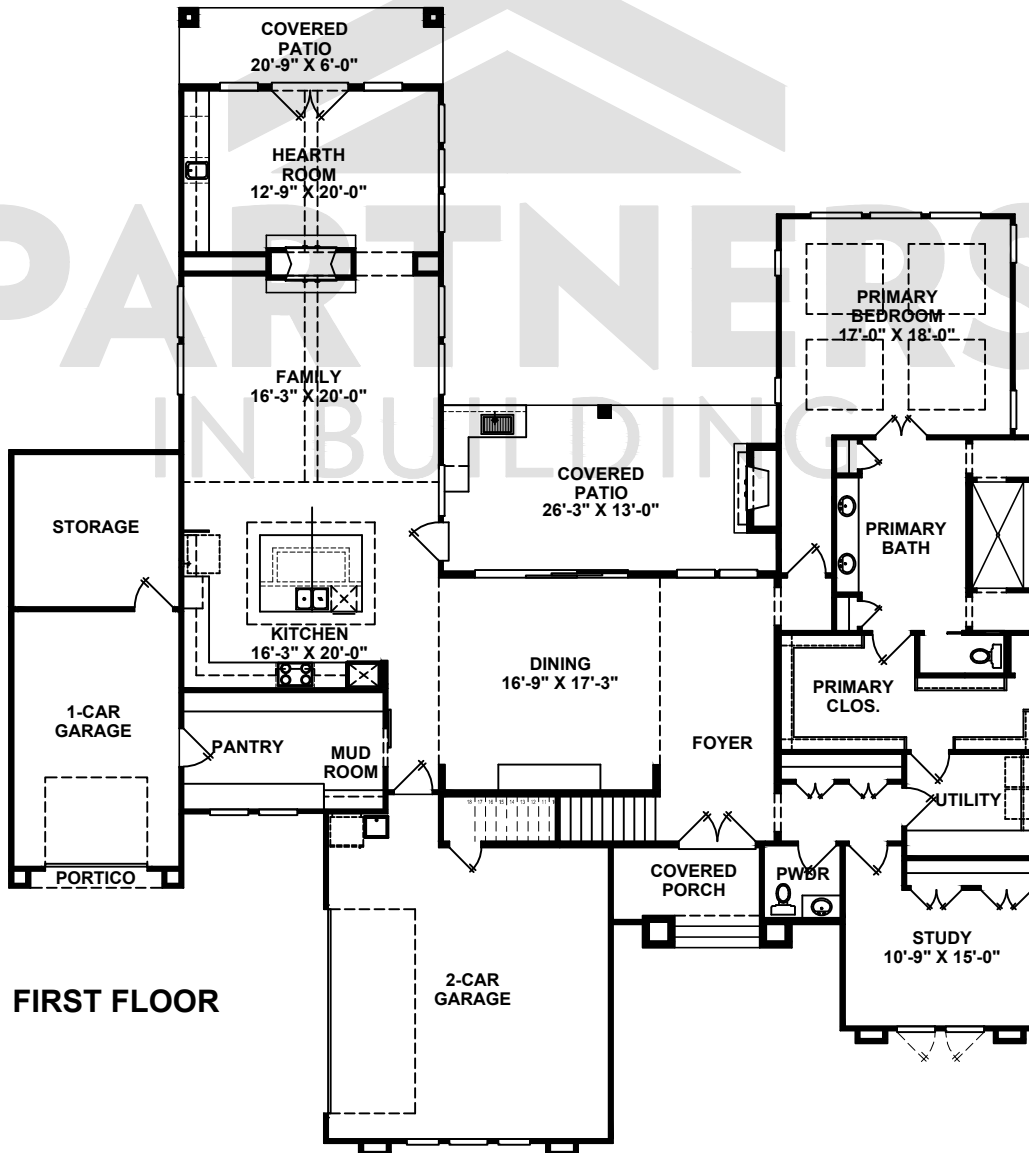 COVERED
PATIO
20'-9" X 6'-0"
HEARTH
ROOM
12'-9" X 20'-0"
PARTNERS
IN BUILDING
PRIMARY
BEDROOM
17'-0" X 18'-0"
FAMILY
16'-3" X 20'-0"
COVERED
PATIO
26'-3" X 13'-0"
STORAGE
PRIMARY
BATH
KITCHEN
16'-3" X 20'-0"
DINING
16'-9" X 17'-3"
PRIMARY
CLOS.
1-CAR
GARAGE
PANTRY
MUD
ROOM
FOYER
UTILITY
PORTICO
COVERED
PORCH
PWDR
STUDY
10'-9" X 15'-0"
2-CAR
GARAGE
FIRST FLOOR